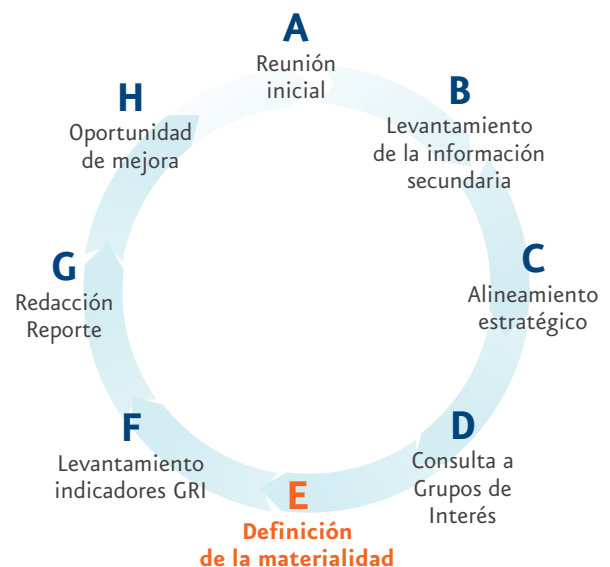 A
Reunión
inicial
B
Levantamiento
de la información
secundaria
C
Alineamiento
estratégico
D
Consulta a
Grupos de
Interés
E
Definición
de la materialidad
F
Levantamiento
indicadores GRI
G
Redacción
Reporte
H
Oportunidad
de mejora